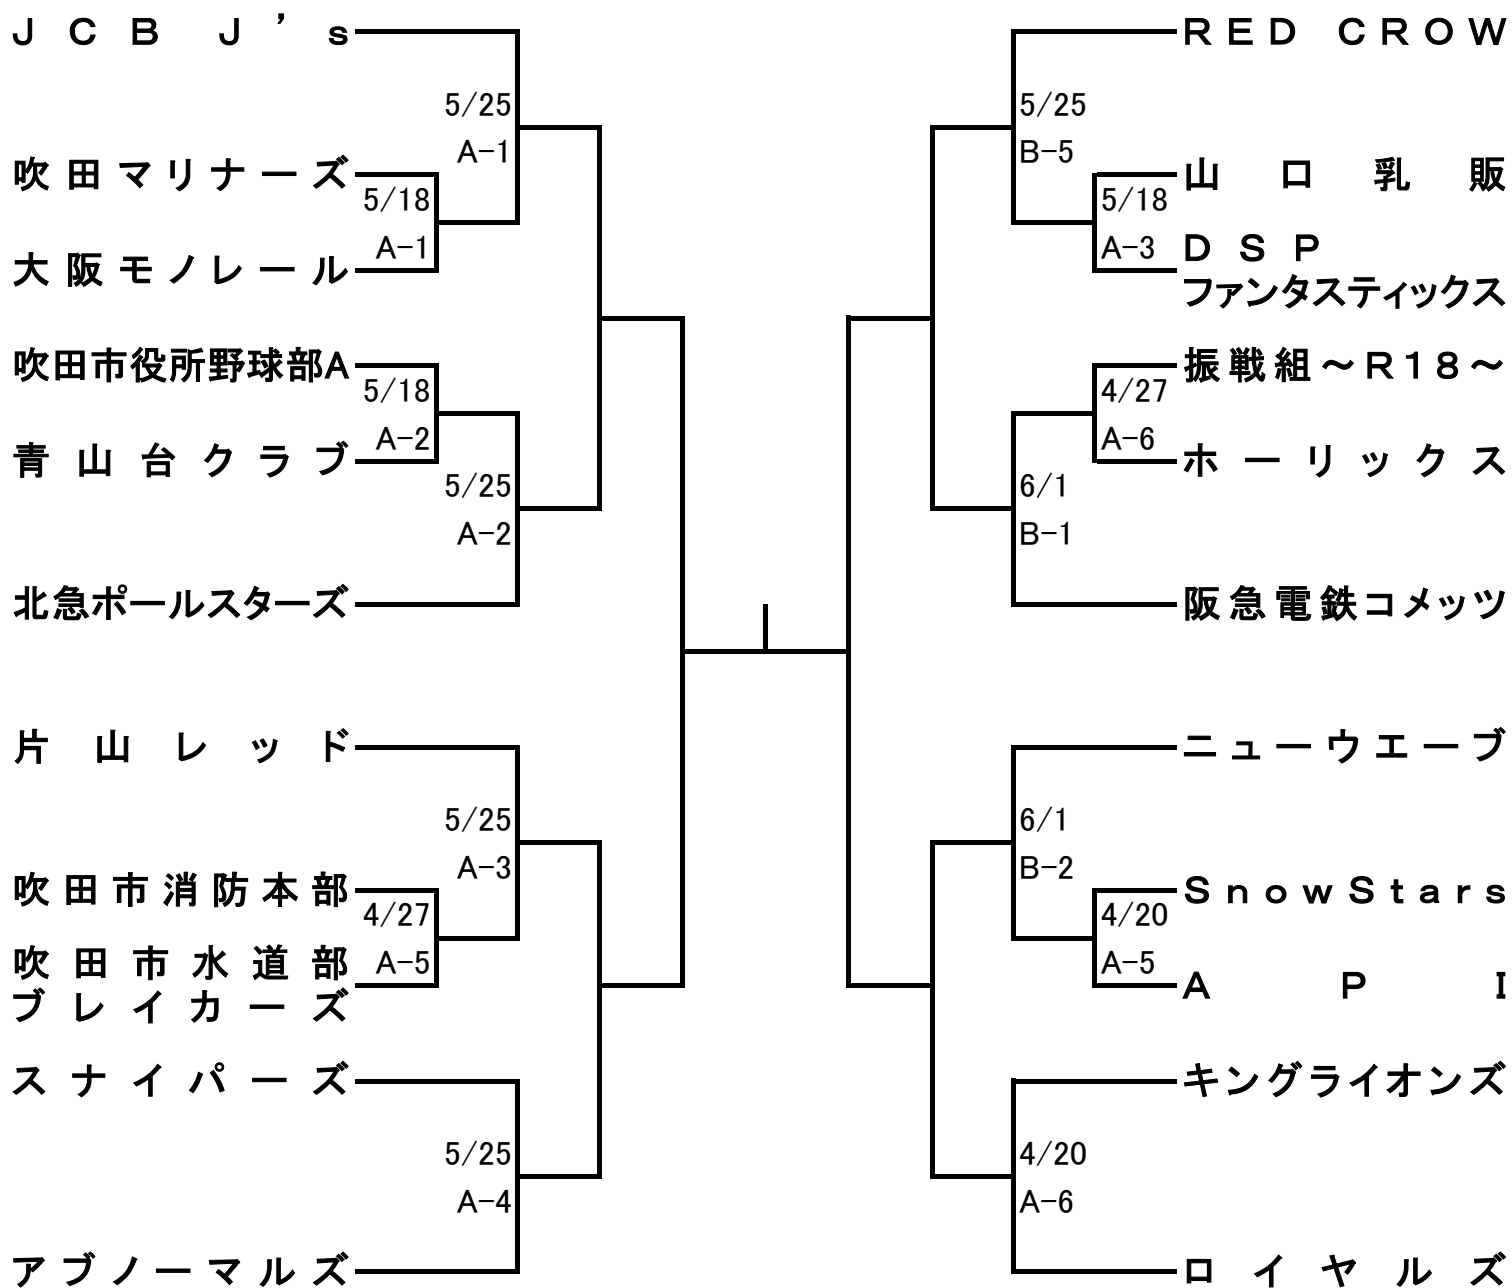 JCB J's
5/25
A-1
吹田マリナーズ
5/18
A-1
大阪モノレール
吹田市役所野球部A
5/18
A-2
青山台クラブ
5/25
A-2
北急ポールスターズ
片山レッド
5/25
A-3
吹田市消防本部
4/27
A-5
吹田市水道部
ブレイカーズ
スナイパーズ
5/25
A-4
アブノーマルズ
RED CROW
5/25
B-5
山口乳販
5/18
A-3
DSP
ファンタスティックス
振戦組～R18～
4/27
A-6
ホーリックス
6/1
B-1
阪急電鉄コメッツ
ニューウエーブ
6/1
B-2
SnowStars
4/20
A-5
API
キングライオンズ
4/20
A-6
ロイヤルズ